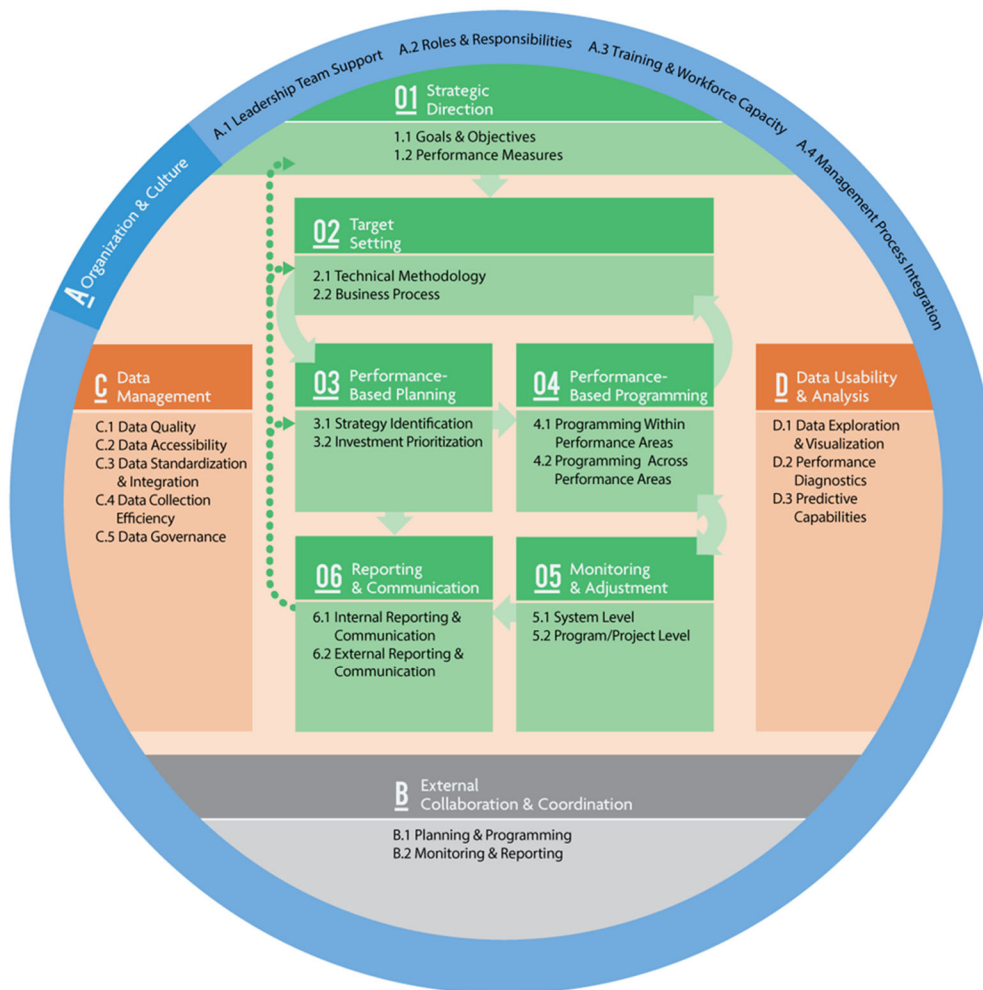 A.1 Leadership Team Support
A.2 Roles & Responsibilities
A.3 Training & Workforce Capacity
A.4 Management Process Integration
A Organization & Culture
01 Strategic
Direction
1.1 Goals & Objectives
1.2 Performance Measures
02 Target
Setting
2.1 Technical Methodology
2.2 Business Process
C Data
Management
C.1 Data Quality
C.2 Data Accessibility
C.3 Data Standardization
& Integration
C.4 Data Collection
Efficiency
C.5 Data Governance
03 Performance-
Based Planning
3.1 Strategy Identification
3.2 Investment Prioritization
04 Performance-
Based Programming
4.1 Programming Within
Performance Areas
4.2 Programming Across
Performance Areas
D Data Usability
& Analysis
D.1 Data Exploration
& Visualization
D.2 Performance
Diagnostics
D.3 Predictive
Capabilities
06 Reporting
& Communication
6.1 Internal Reporting &
Communication
6.2 External Reporting &
Communication
05 Monitoring
& Adjustment
5.1 System Level
5.2 Program/Project Level
B External
Collaboration & Coordination
B.1 Planning & Programming
B.2 Monitoring & Reporting